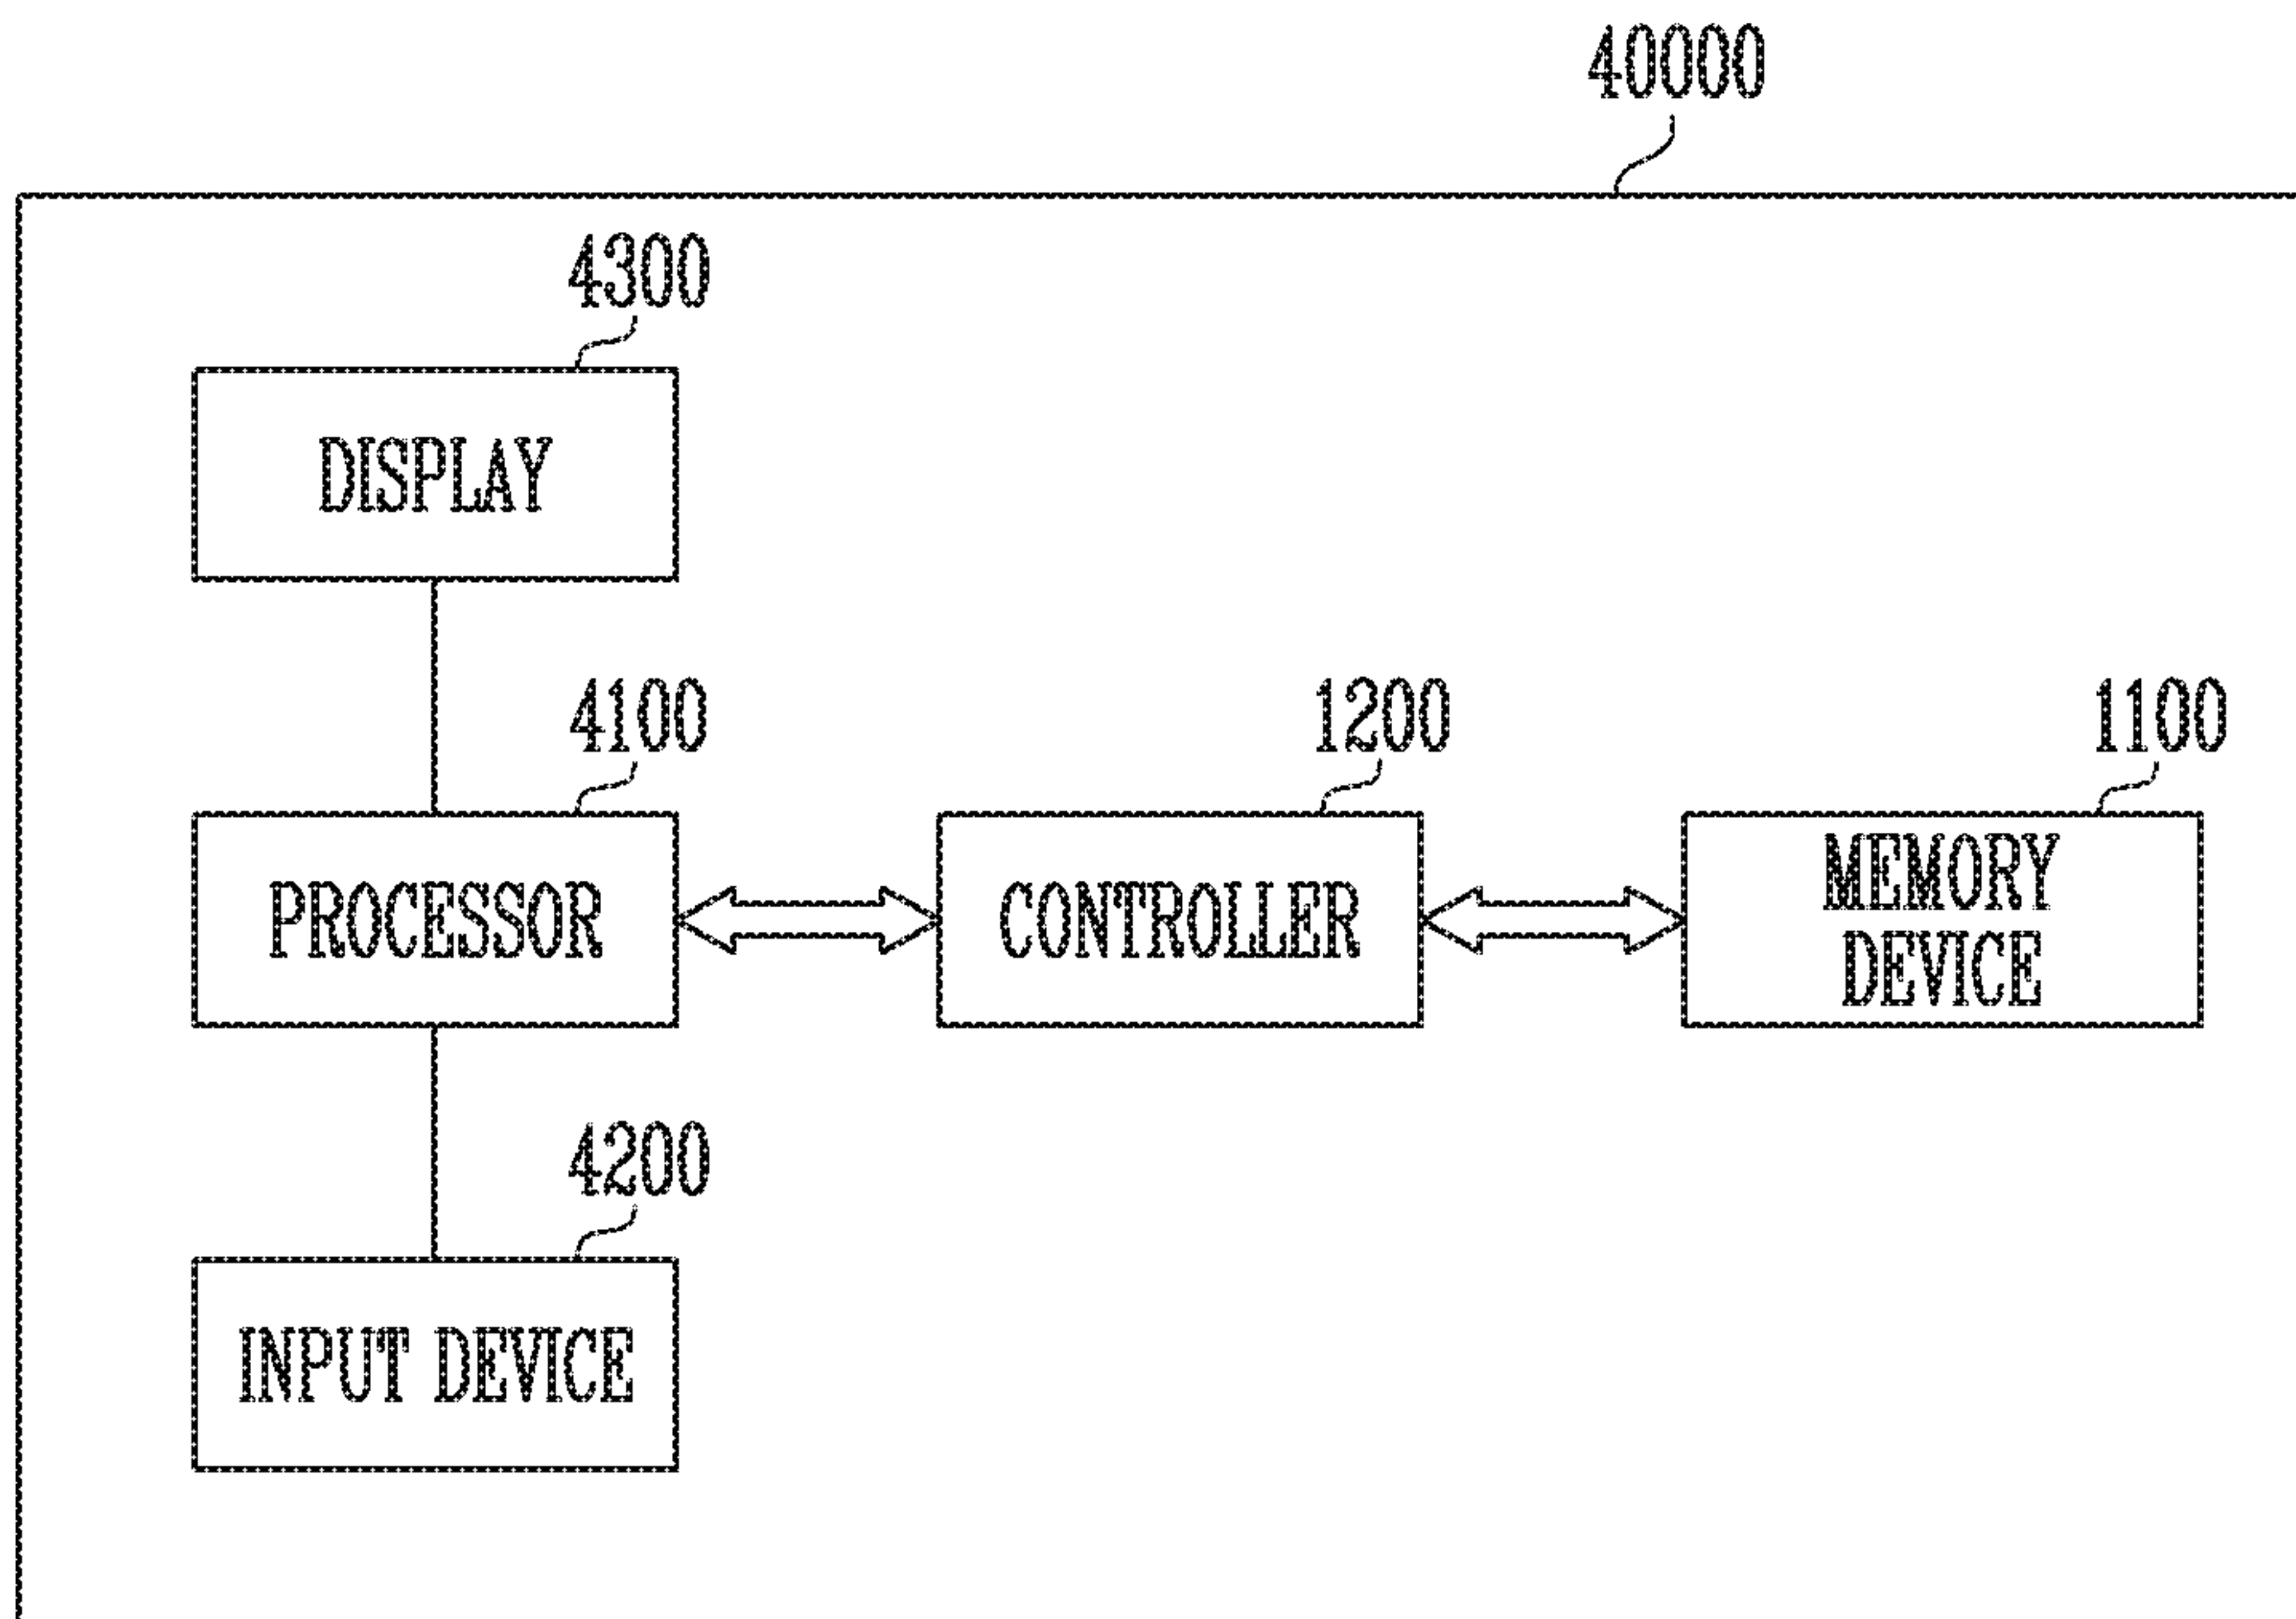 40000
4300
DISPLAY
4100
1200
1100
PROCESSOR
CONTROLLER
MEMORY
DEVICE
4200
INPUT DEVICE